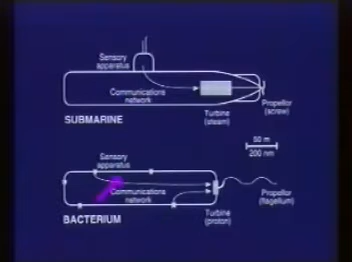 Sensory
apparatus
Communications
network
SUBMARINE
Turbine
(steam)
Propellor
(screw)
50 m
200 nm
Sensory
apparatus
Communications
network
BACTERIUM
Turbine
(proton)
Propellor
(flagellum)